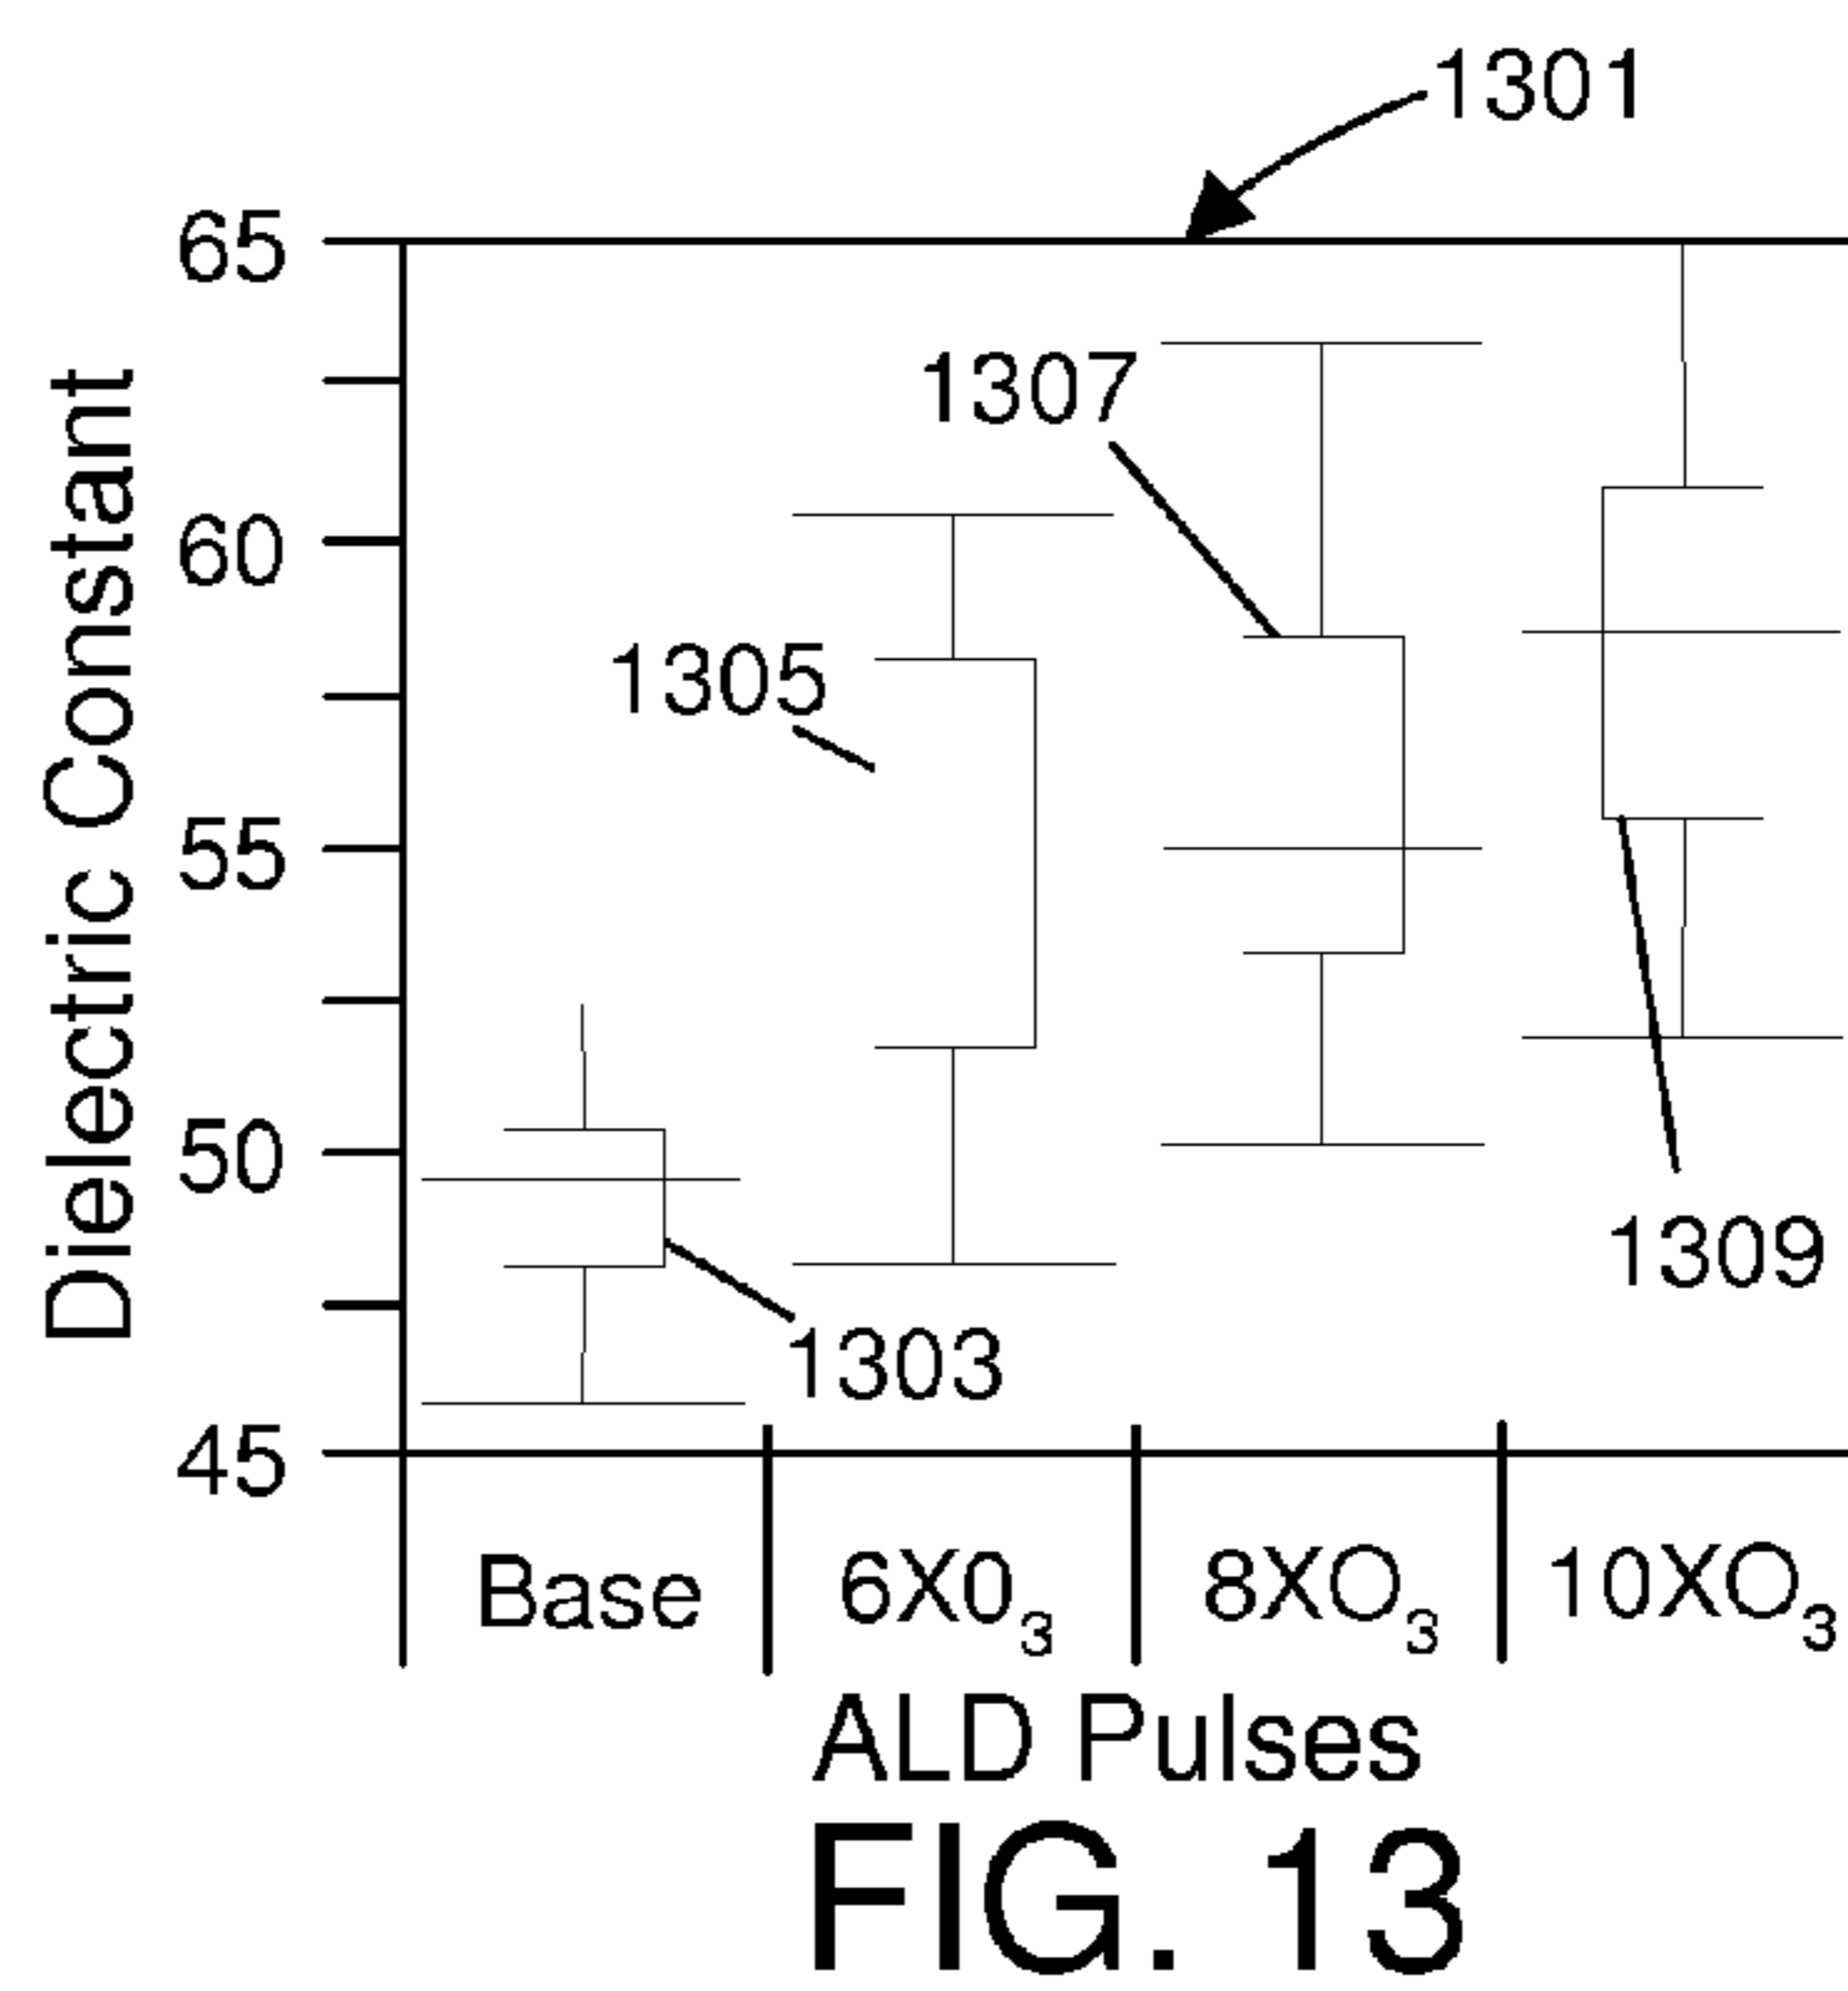 1301
65
1307
60
1305
55
50
1309
1303
45
Dielectric Constant
Base
6X0₃
8XO₃
10XO₃
ALD Pulses
FIG. 13